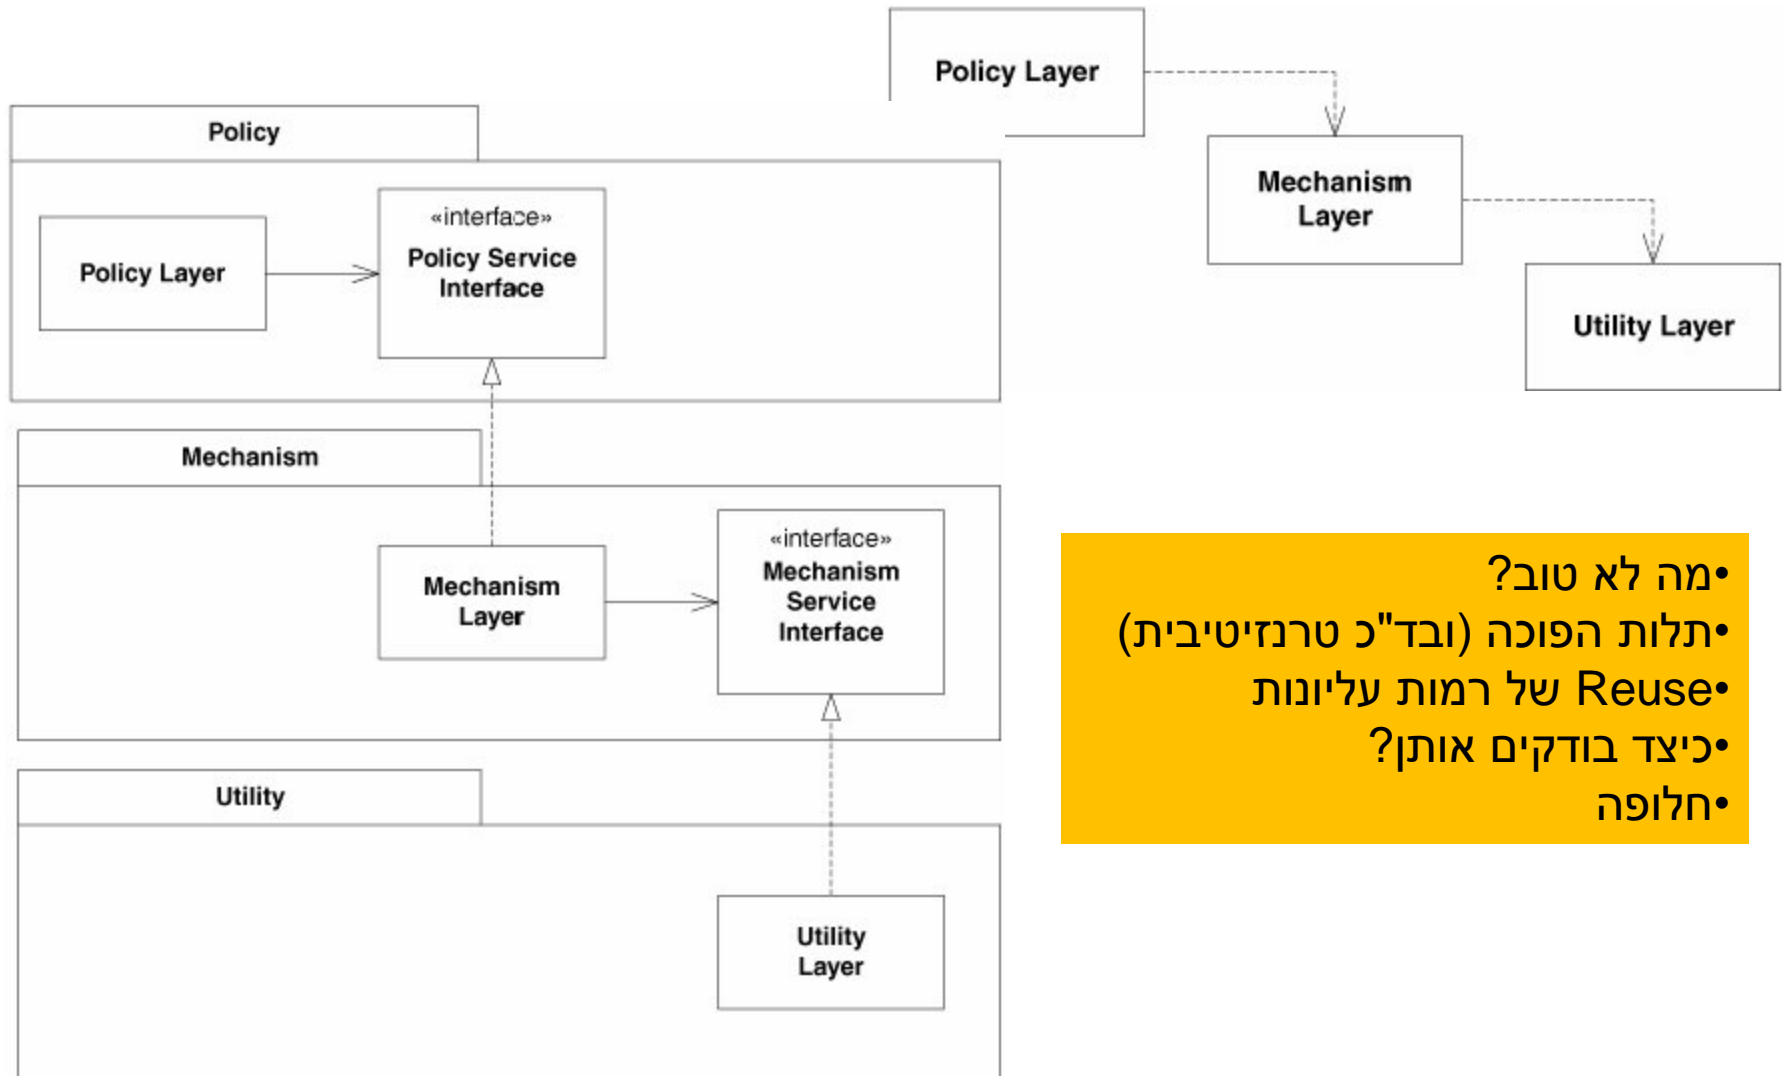 Policy Layer
Mechanism
Layer
Utility Layer
Policy
Policy Layer
«interface»
Policy Service
Interface
Mechanism
Mechanism
Layer
«interface»
Mechanism
Service
Interface
Utility
Utility
Layer
•מה לא טוב?
•תלות הפוכה (ובד"כ טרנזיטיבית)
•Reuse של רמות עליונות
•כיצד בודקים אותן?
•חלופה